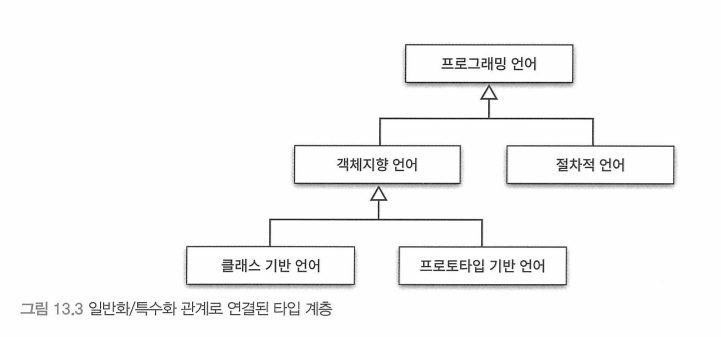 프로그래밍 언어
객체지향 언어
절차적 언어
클래스 기반 언어
프로토타입 기반 언어
그림 13.3 일반화/특수화 관계로 연결된 타입 계층